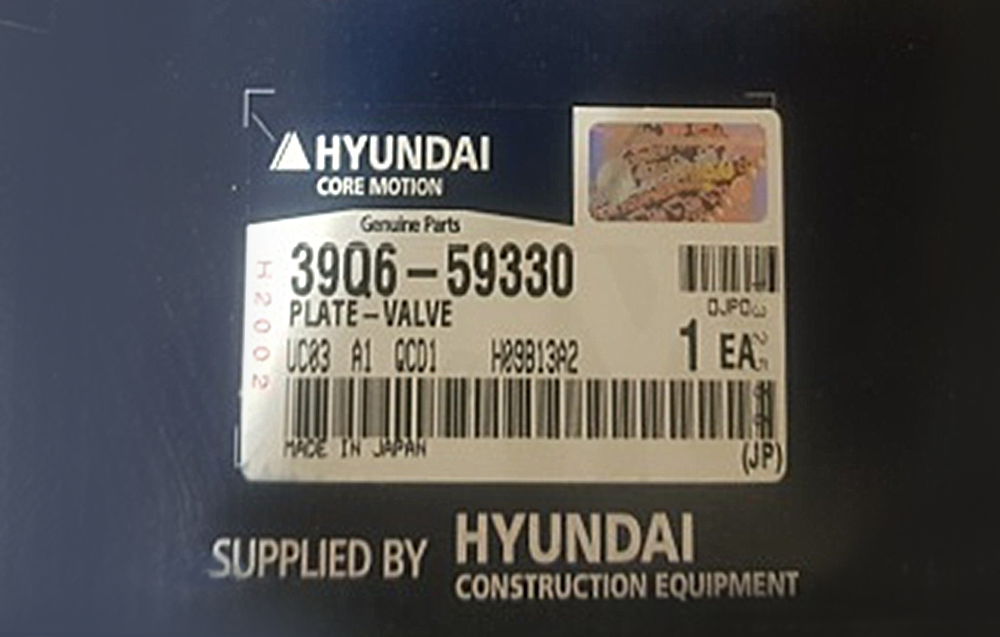 HYUNDAI
CORE MOTION
Genuine Parts
39Q6-59330
PLATE-VALVE
UC03 A1 QCD1 H09B13A2
1 EA
MADE IN JAPAN
(JP)
H2002
SUPPLIED BY HYUNDAI
CONSTRUCTION EQUIPMENT